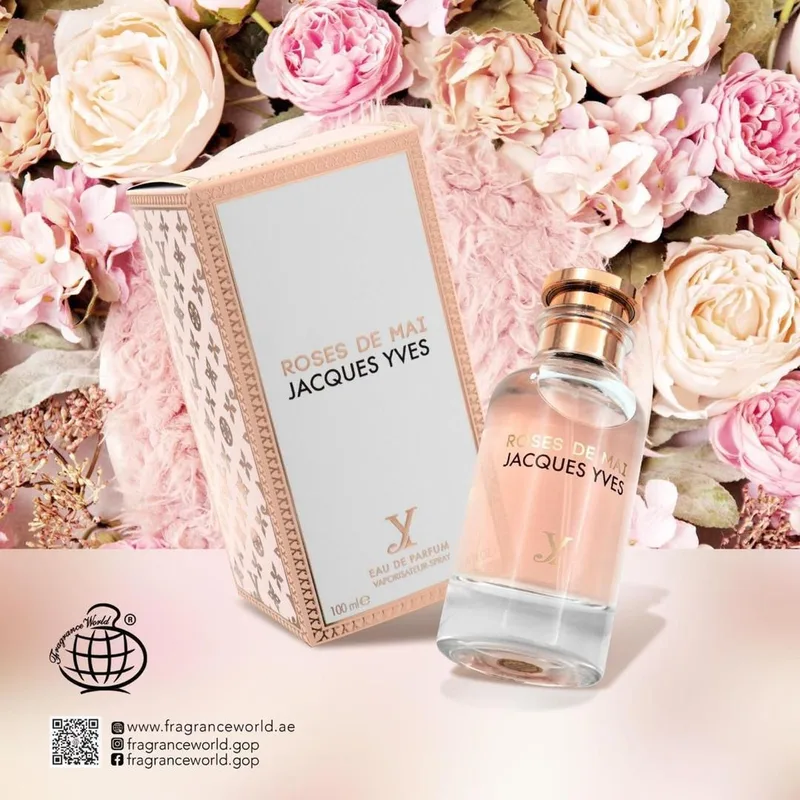 ROSES DE MAI
JACQUES YVES
EAU DE PARFUM
VAPORISATEUR-SPRAY
100 ml e
ROSES DE MAI
JACQUES YVES
Fragrance World ®
www.fragranceworld.ae
fragranceworld.gop
fragranceworld.gop